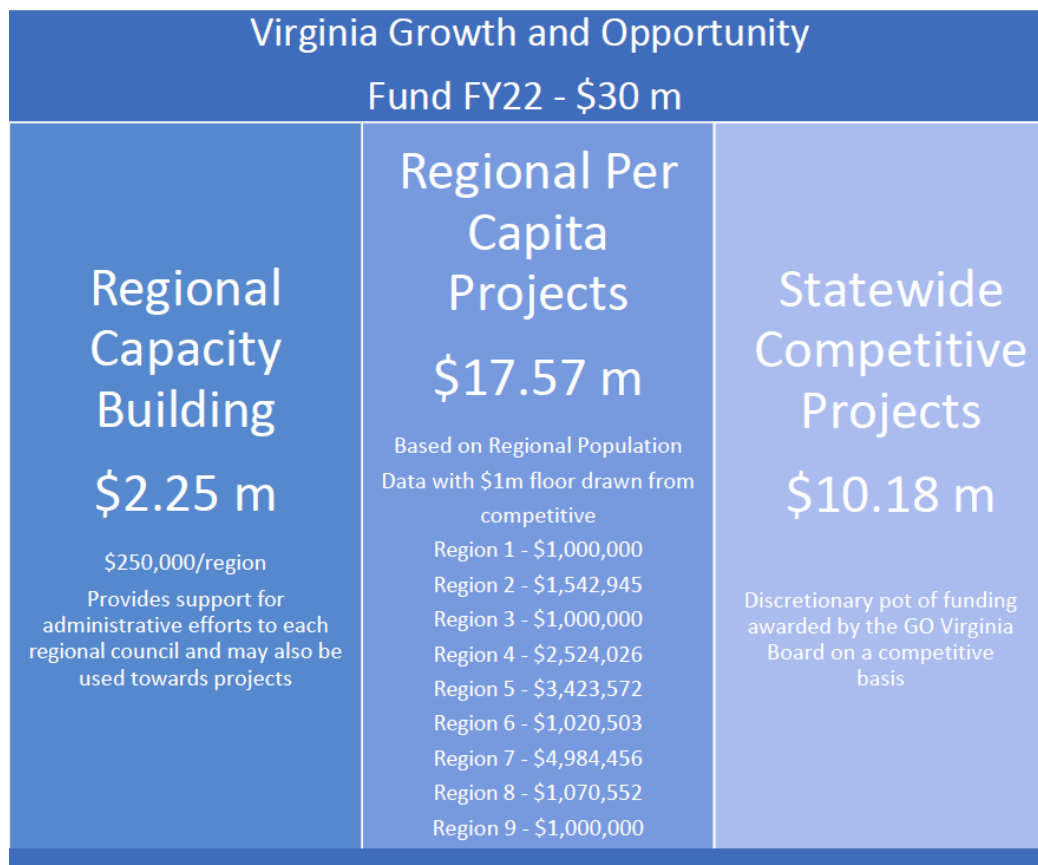 Virginia Growth and Opportunity
Fund FY22 - $30 m
Regional
Capacity
Building
$2.25 m
$250,000/region
Provides support for
administrative efforts to each
regional council and may also be
used towards projects
Regional Per
Capita
Projects
$17.57 m
Based on Regional Population
Data with $1m floor drawn from
competitive
Region 1 - $1,000,000
Region 2 - $1,542,945
Region 3 - $1,000,000
Region 4 - $2,524,026
Region 5 - $3,423,572
Region 6 - $1,020,503
Region 7 - $4,984,456
Region 8 - $1,070,552
Region 9 - $1,000,000
Statewide
Competitive
Projects
$10.18 m
Discretionary pot of funding
awarded by the GO Virginia
Board on a competitive
basis